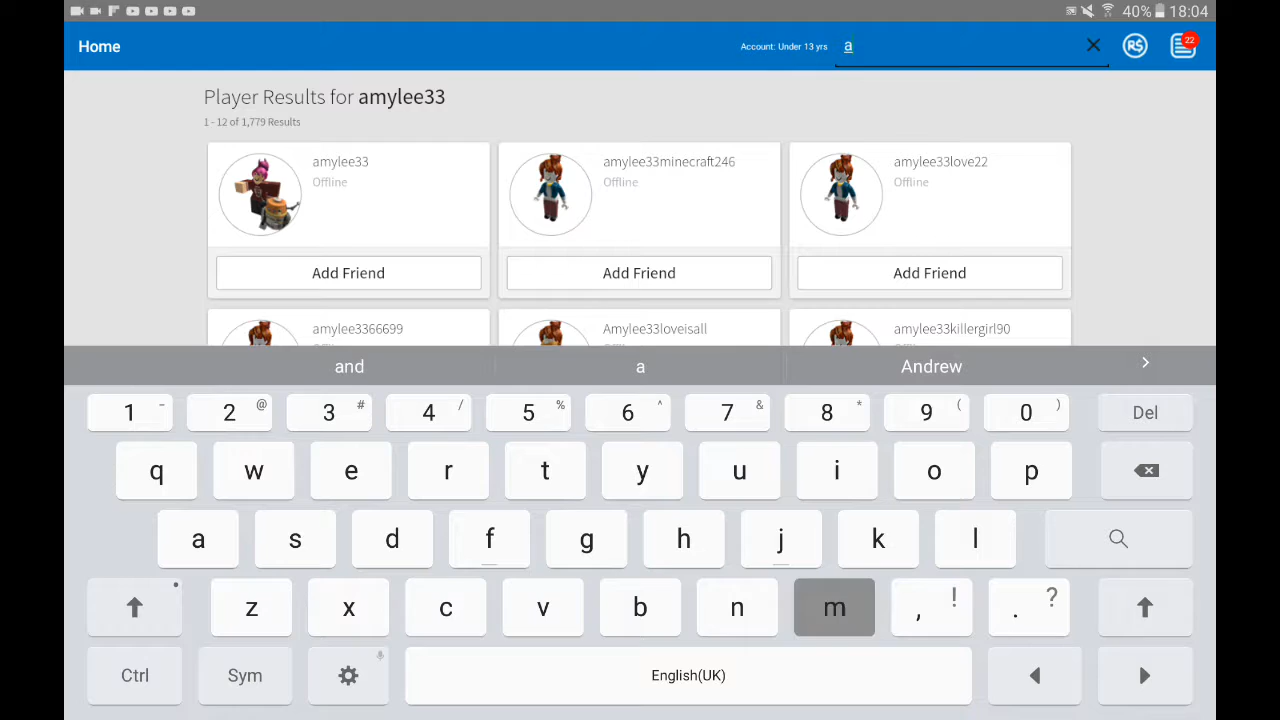 40% 18:04
Home
Account: Under 13 yrs
a
R$
22
Player Results for amylee33
1 - 12 of 1,779 Results
amylee33
Offline
Add Friend
amylee33minecraft246
Offline
Add Friend
amylee33love22
Offline
Add Friend
amylee3366699
Amylee33loveisall
amylee33killergirl90
and a Andrew
1 - 2 @ 3 # 4 / 5 % 6 ^ 7 & 8 * 9 ( 0 ) Del
q w e r t y u i o p
a s d f g h j k l
z x c v b n m , ! . ?
Ctrl Sym English(UK)